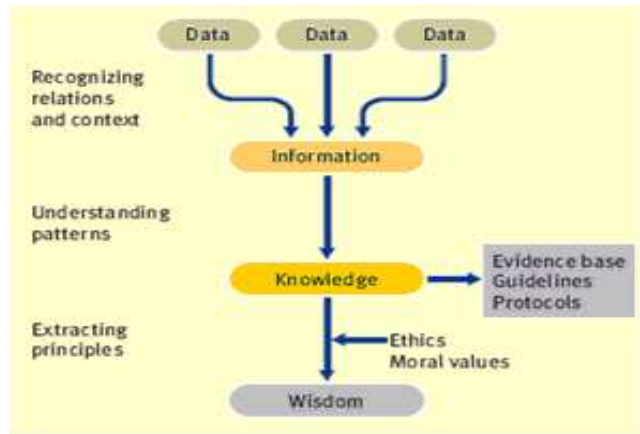 Data Data Data
Recognizing
relations
and context
Information
Understanding
patterns
Knowledge
Evidence base
Guidelines
Protocols
Extracting
principles
Ethics
Moral values
Wisdom